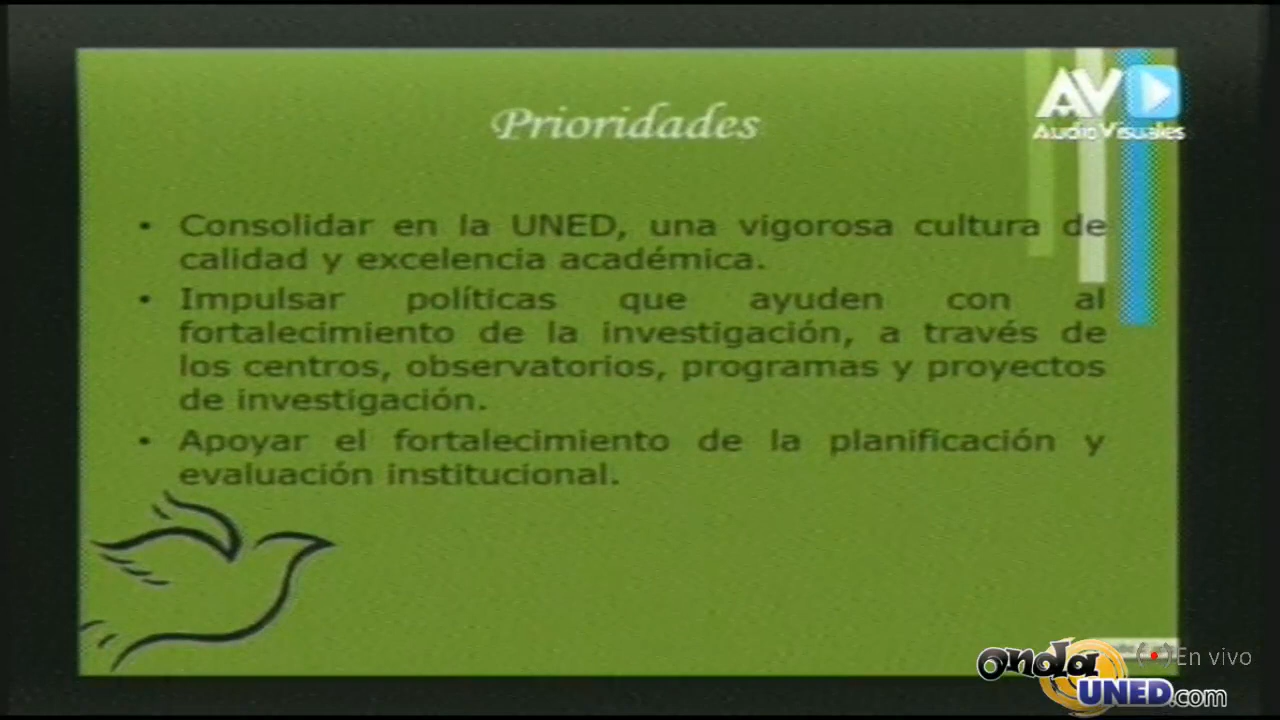 Prioridades
AV
AudioVisuales
• Consolidar en la UNED, una vigorosa cultura de
calidad y excelencia académica.
• Impulsar políticas que ayuden con al
fortalecimiento de la investigación, a través de
los centros, observatorios, programas y proyectos
de investigación.
• Apoyar el fortalecimiento de la planificación y
evaluación institucional.
onda
UNED.com
En vivo